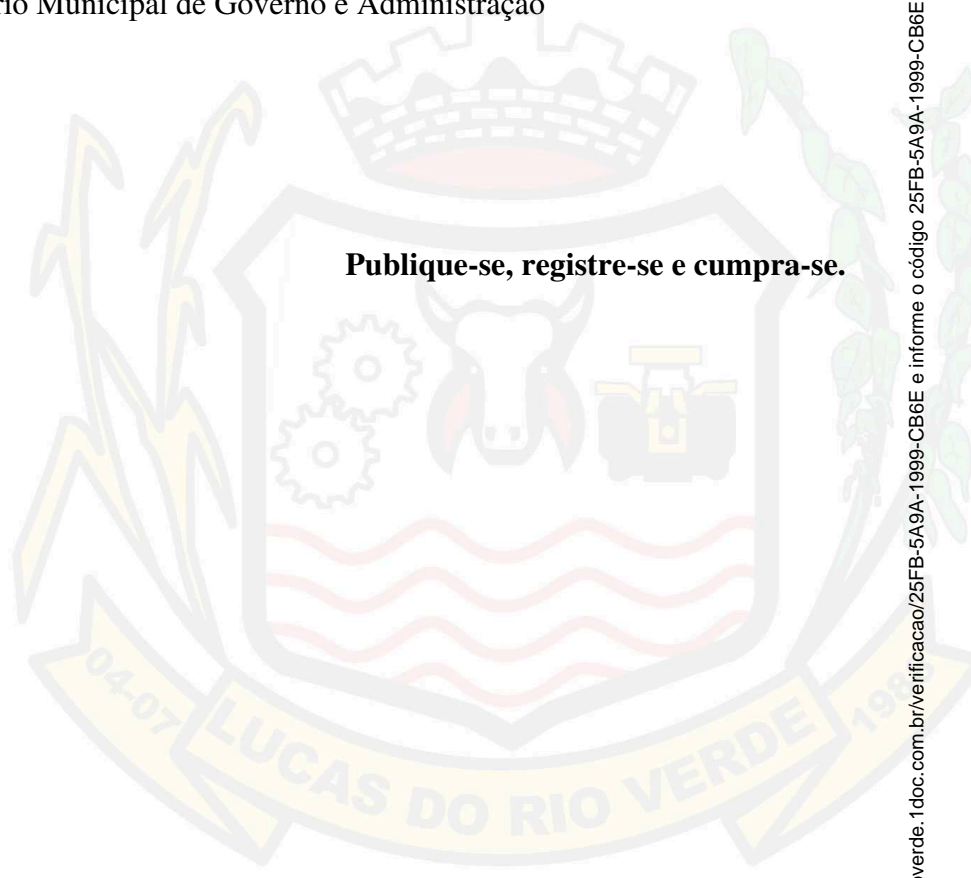 rio Municipal de Governo e Administração
Publique-se, registre-se e cumpra-se.
04-07 LUCAS DO RIO VERDE 1988
verde.1doc.com.br/verificacao/25FB-5A9A-1999-CB6E e informe o código 25FB-5A9A-1999-CB6E